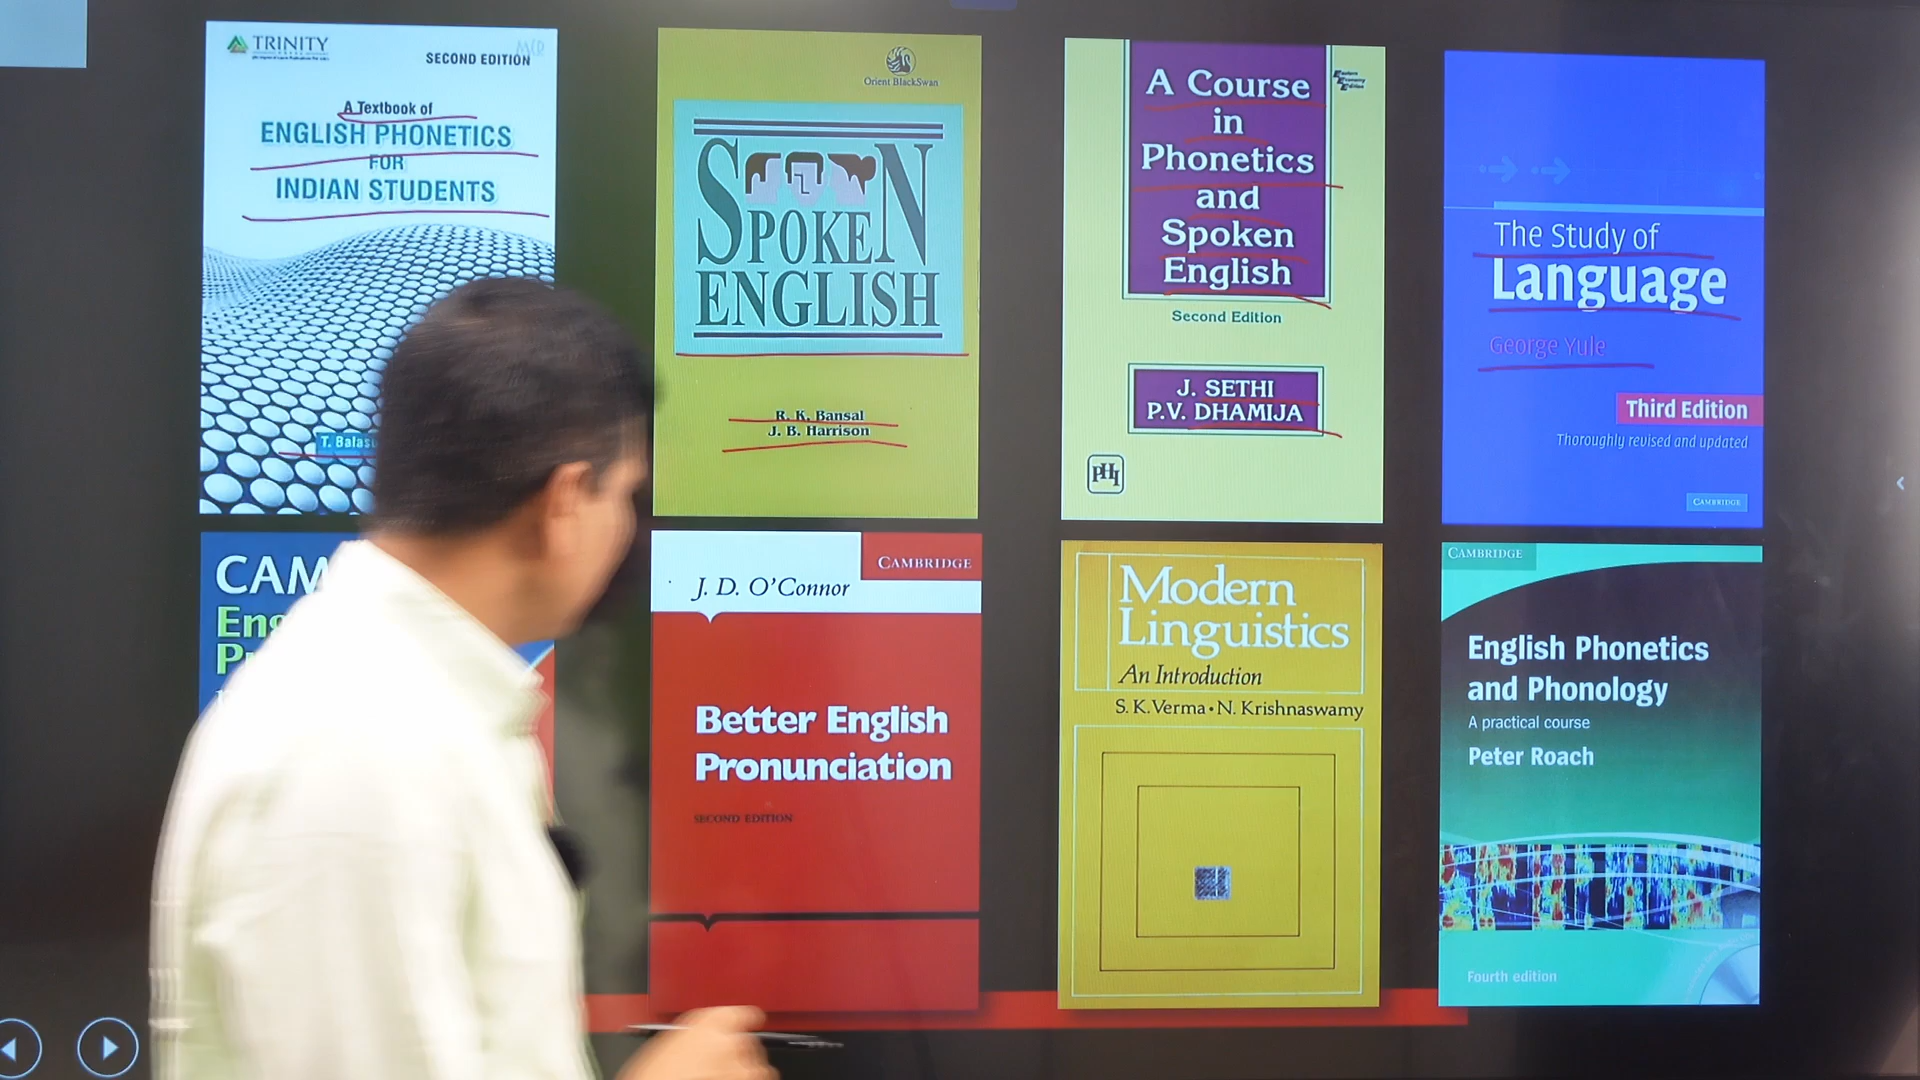 TRINITY
SECOND EDITION
A Textbook of
ENGLISH PHONETICS
FOR
INDIAN STUDENTS
T.
Orient BlackSwan
SPOKEN
ENGLISH
R. K. Bansal
J. B. Harrison
A Course
in
Phonetics
and
Spoken
English
Eastern
Economy
Edition
Second Edition
J. SETHI
P.V. DHAMIJA
PHI
The Study of
Language
George Yule
Third Edition
Thoroughly revised and updated
CAMBRIDGE
J. D. O'Connor
CAMBRIDGE
Better English
Pronunciation
SECOND EDITION
Modern
Linguistics
An Introduction
S. K. Verma • N. Krishnaswamy
CAMBRIDGE
English Phonetics
and Phonology
A practical course
Peter Roach
Fourth edition